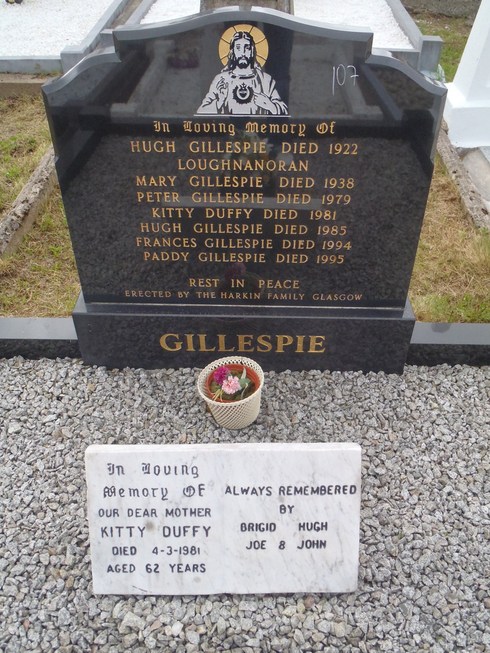 107
In Loving Memory Of
HUGH GILLESPIE DIED 1922
LOUGHNANORAN
MARY GILLESPIE DIED 1938
PETER GILLESPIE DIED 1979
KITTY DUFFY DIED 1981
HUGH GILLESPIE DIED 1985
FRANCES GILLESPIE DIED 1994
PADDY GILLESPIE DIED 1995
REST IN PEACE
ERECTED BY THE HARKIN FAMILY GLASGOW
GILLESPIE
In Loving
Memory Of
OUR DEAR MOTHER
KITTY DUFFY
DIED 4-3-1981
AGED 62 YEARS
ALWAYS REMEMBERED
BY
BRIGID HUGH
JOE & JOHN